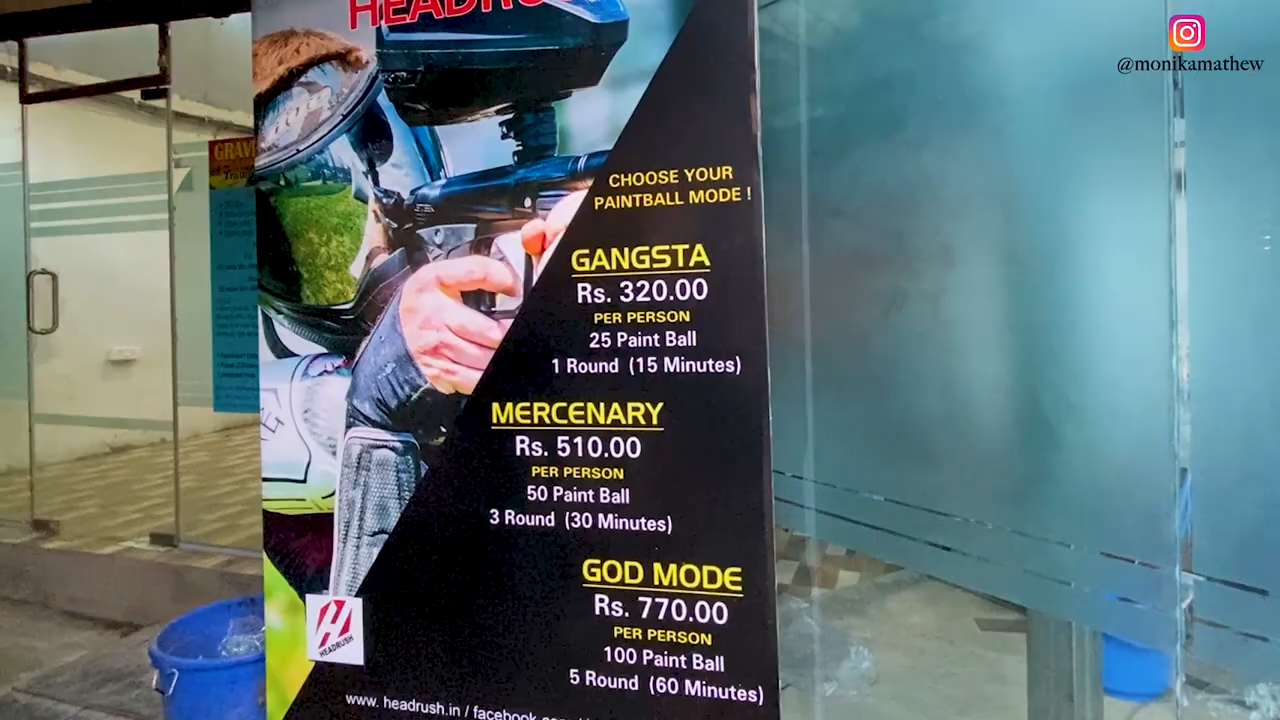 HEADRU
@monikamathew
GRAV
CHOOSE YOUR
PAINTBALL MODE !
GANGSTA
Rs. 320.00
PER PERSON
25 Paint Ball
1 Round (15 Minutes)
MERCENARY
Rs. 510.00
PER PERSON
50 Paint Ball
3 Round (30 Minutes)
GOD MODE
Rs. 770.00
PER PERSON
100 Paint Ball
5 Round (60 Minutes)
HEADRUSH
www. headrush.in / facebook